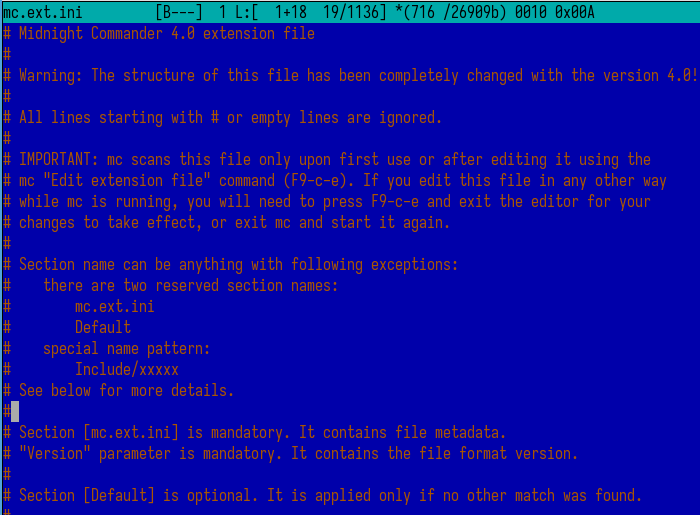 mc.ext.ini         [B---]  1 L:[  1+18  19/1136] *(716 /26909b) 0010 0x00A
# Midnight Commander 4.0 extension file
#
# Warning: The structure of this file has been completely changed with the version 4.0!
#
# All lines starting with # or empty lines are ignored.
#
# IMPORTANT: mc scans this file only upon first use or after editing it using the
# mc "Edit extension file" command (F9-c-e). If you edit this file in any other way
# while mc is running, you will need to press F9-c-e and exit the editor for your
# changes to take effect, or exit mc and start it again.
#
# Section name can be anything with following exceptions:
#    there are two reserved section names:
#        mc.ext.ini
#        Default
#    special name pattern:
#        Include/xxxxx
# See below for more details.
#
# Section [mc.ext.ini] is mandatory. It contains file metadata.
# "Version" parameter is mandatory. It contains the file format version.
#
# Section [Default] is optional. It is applied only if no other match was found.
#